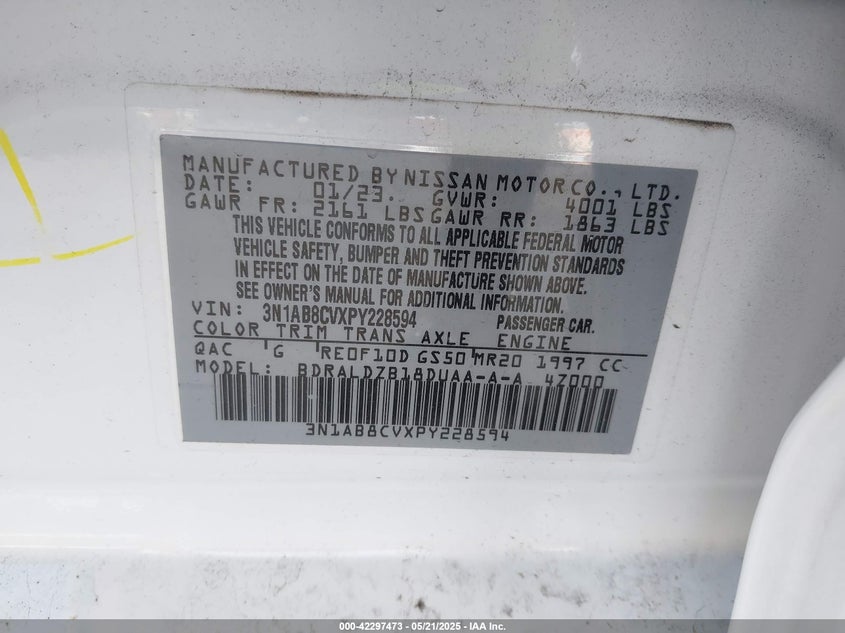 MANUFACTURED BY NISSAN MOTOR CO., LTD.
DATE: 01/23. GVWR: 4001 LBS
GAWR FR: 2161 LBS GAWR RR: 1863 LBS
THIS VEHICLE CONFORMS TO ALL APPLICABLE FEDERAL MOTOR
VEHICLE SAFETY, BUMPER AND THEFT PREVENTION STANDARDS
IN EFFECT ON THE DATE OF MANUFACTURE SHOWN ABOVE.
SEE OWNER'S MANUAL FOR ADDITIONAL INFORMATION.
VIN: 3N1AB8CVXPY228594 PASSENGER CAR.
COLOR TRIM TRANS AXLE ENGINE
QAC G RE0F10D GS50 MR20 1997 CC
MODEL: BDRALDZB18DUAA-A-A 4Z000
3N1AB8CVXPY228594
000-42297473 - 05/21/2025 - IAA Inc.